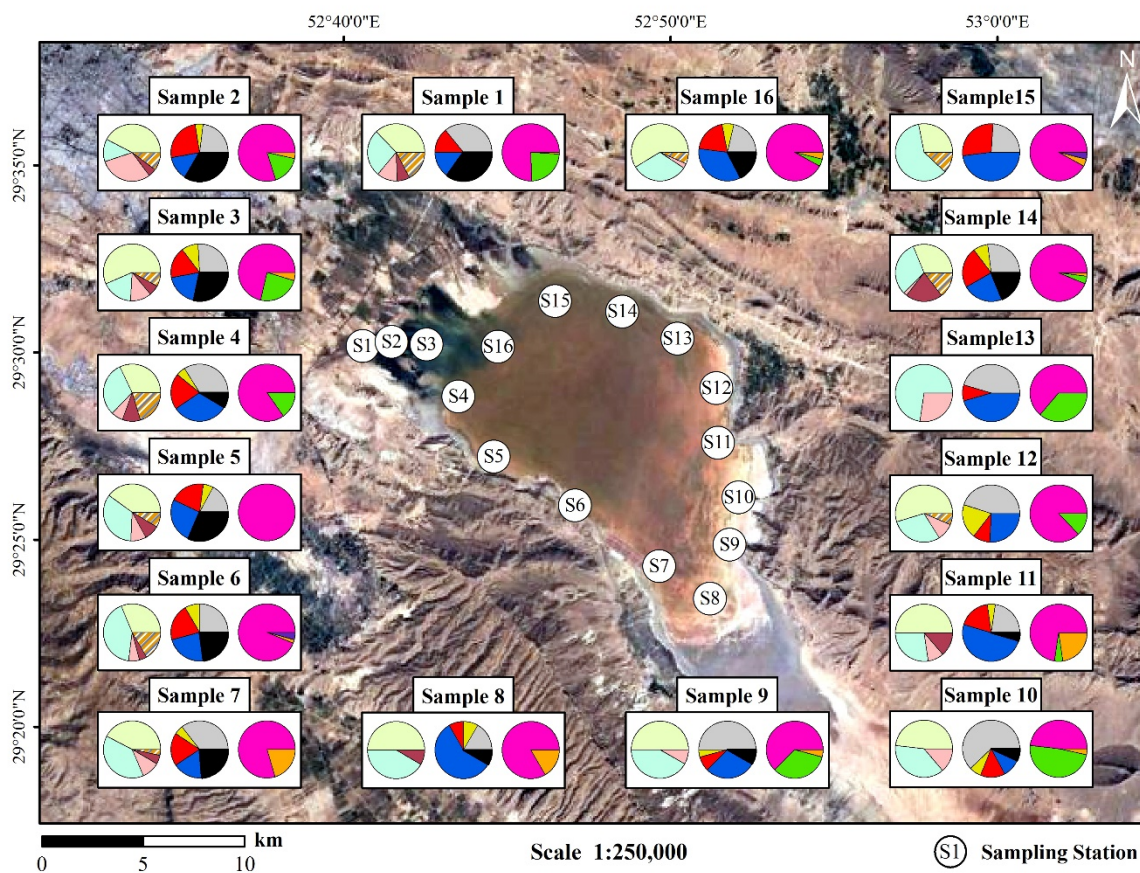 52°40'0"E
52°50'0"E
53°0'0"E
N
Sample 2
Sample 1
Sample 16
Sample15
29°35'0"N
Sample 3
Sample 14
S15
S14
S13
S1
S2
S3
S16
29°30'0"N
Sample 4
Sample13
S12
S4
S11
S5
Sample 5
Sample 12
S10
S6
29°25'0"N
S9
S7
Sample 6
Sample 11
S8
Sample 7
Sample 8
Sample 9
Sample 10
29°20'0"N
km
0
5
10
Scale 1:250,000
S1
Sampling Station